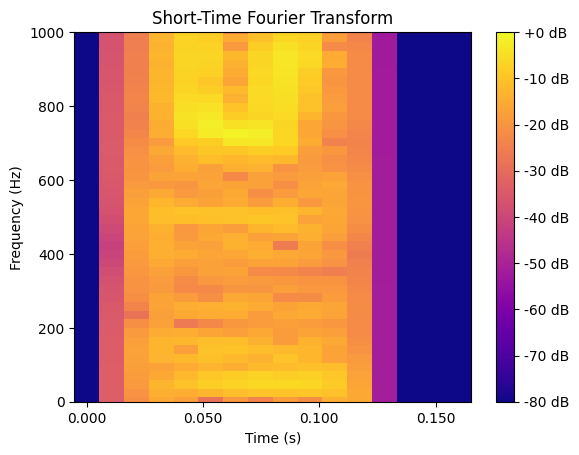 Short-Time Fourier Transform
1000
800
600
400
200
0
Frequency (Hz)
0.000
0.050
0.100
0.150
Time (s)
+0 dB
-10 dB
-20 dB
-30 dB
-40 dB
-50 dB
-60 dB
-70 dB
-80 dB